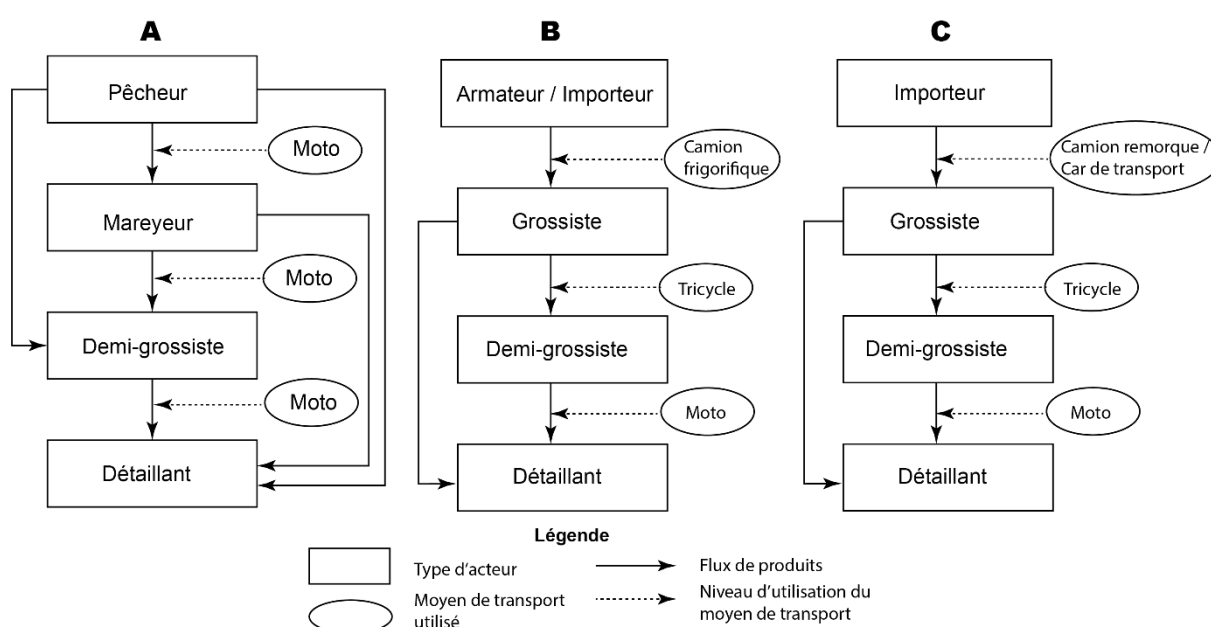 A
Pêcheur
Moto
Mareyeur
Moto
Demi-grossiste
Moto
Détaillant
B
Armateur / Importeur
Camion
frigorifique
Grossiste
Tricycle
Demi-grossiste
Moto
Détaillant
C
Importeur
Camion remorque /
Car de transport
Grossiste
Tricycle
Demi-grossiste
Moto
Détaillant
Légende
Type d'acteur
Flux de produits
Moyen de transport
utilisé
Niveau d'utilisation du
moyen de transport